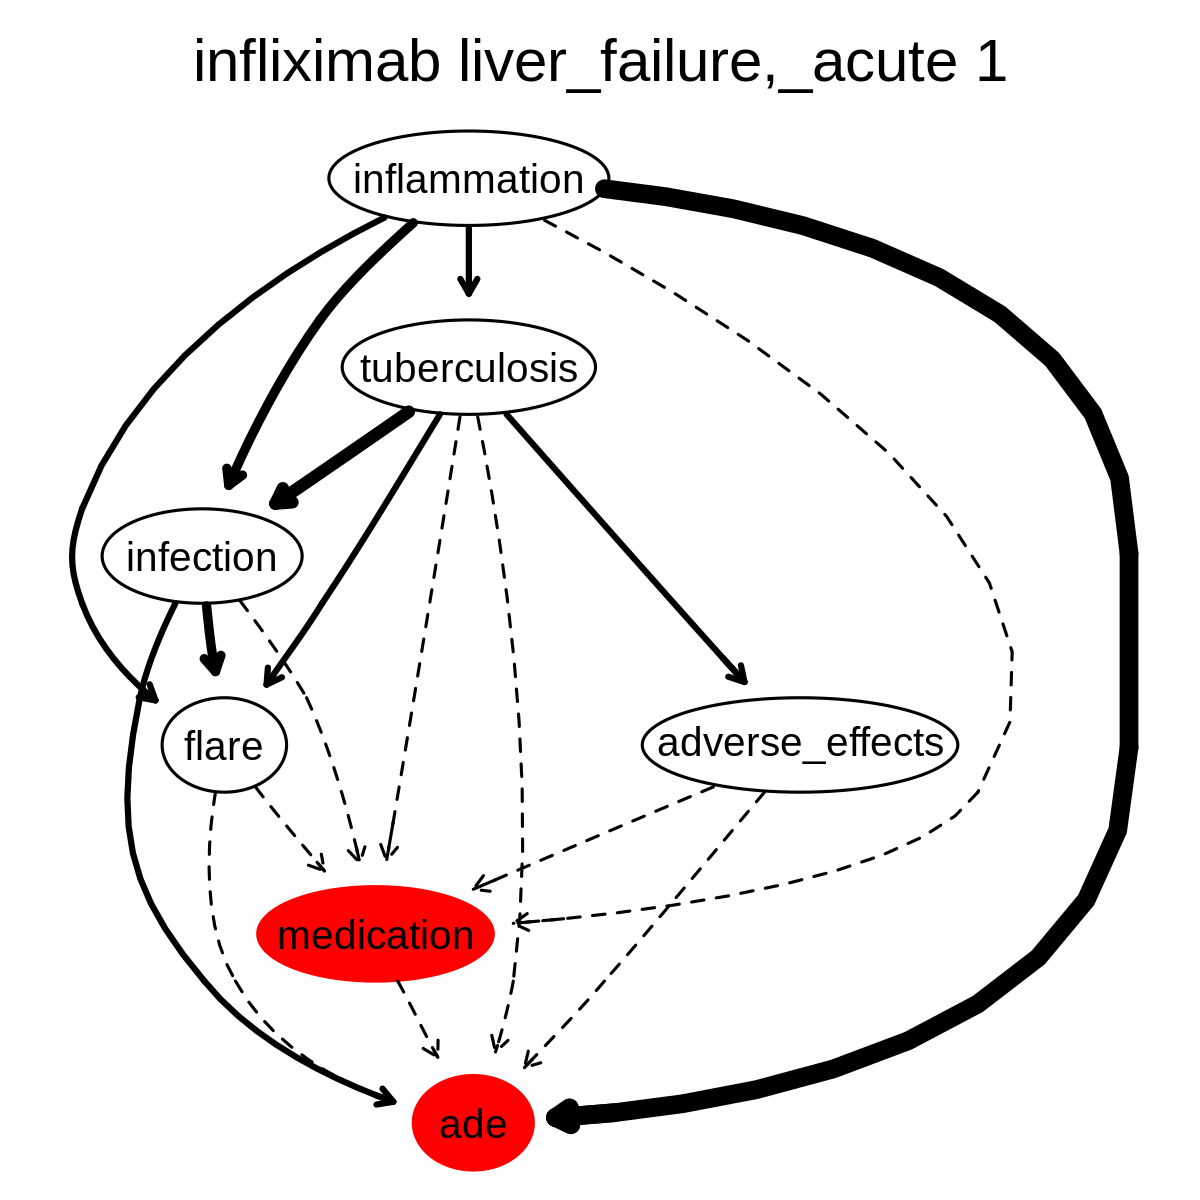 infliximab liver_failure,_acute 1
inflammation
tuberculosis
infection
flare
adverse_effects
medication
ade